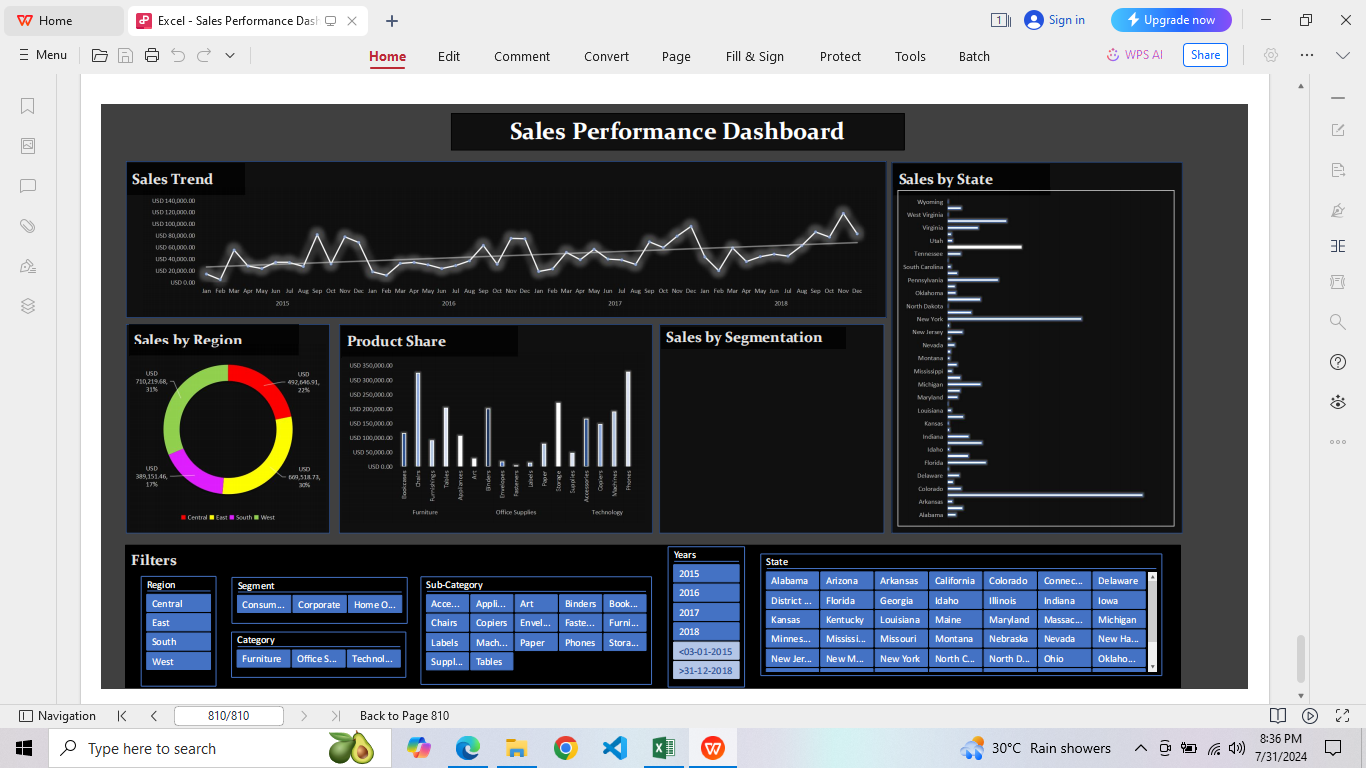 Home
Excel - Sales Performance Dash
1
Sign in
Upgrade now
Menu
Home
Edit
Comment
Convert
Page
Fill & Sign
Protect
Tools
Batch
WPS AI
Share
Sales Performance Dashboard
Sales Trend
USD 140,000.00
USD 120,000.00
USD 100,000.00
USD 80,000.00
USD 60,000.00
USD 40,000.00
USD 20,000.00
USD 0.00
Jan Feb Mar Apr May Jun Jul Aug Sep Oct Nov Dec Jan Feb Mar Apr May Jun Jul Aug Sep Oct Nov Dec Jan Feb Mar Apr May Jun Jul Aug Sep Oct Nov Dec Jan Feb Mar Apr May Jun Jul Aug Sep Oct Nov Dec
2015 2016 2017 2018
Sales by State
Wyoming
West Virginia
Virginia
Utah
Tennessee
South Carolina
Pennsylvania
Oklahoma
North Dakota
New York
New Jersey
Nevada
Montana
Mississippi
Michigan
Maryland
Louisiana
Kansas
Indiana
Idaho
Florida
Delaware
Colorado
Arkansas
Alabama
Sales by Region
USD
710,219.68,
31%
USD
492,646.91,
22%
USD
389,151.46,
17%
USD
669,518.73,
30%
Central East South West
Product Share
USD 350,000.00
USD 300,000.00
USD 250,000.00
USD 200,000.00
USD 150,000.00
USD 100,000.00
USD 50,000.00
USD 0.00
Bookcases Chairs Furnishings Tables Appliances Art Binders Envelopes Fasteners Labels Paper Storage Supplies Accessories Copiers Machines Phones
Furniture Office Supplies Technology
Sales by Segmentation
Filters
Region
Central
East
South
West
Segment
Consum... Corporate Home O...
Category
Furniture Office S... Technol...
Sub-Category
Acce... Appli... Art Binders Book...
Chairs Copiers Envel... Faste... Furni...
Labels Mach... Paper Phones Stora...
Suppl... Tables
Years
2015
2016
2017
2018
<03-01-2015
>31-12-2018
State
Alabama Arizona Arkansas California Colorado Connec... Delaware
District ... Florida Georgia Idaho Illinois Indiana Iowa
Kansas Kentucky Louisiana Maine Maryland Massac... Michigan
Minnes... Mississi... Missouri Montana Nebraska Nevada New Ha...
New Jer... New M... New York North C... North D... Ohio Oklaho...
Navigation
810/810
Back to Page 810
Type here to search
30°C Rain showers
8:36 PM
7/31/2024